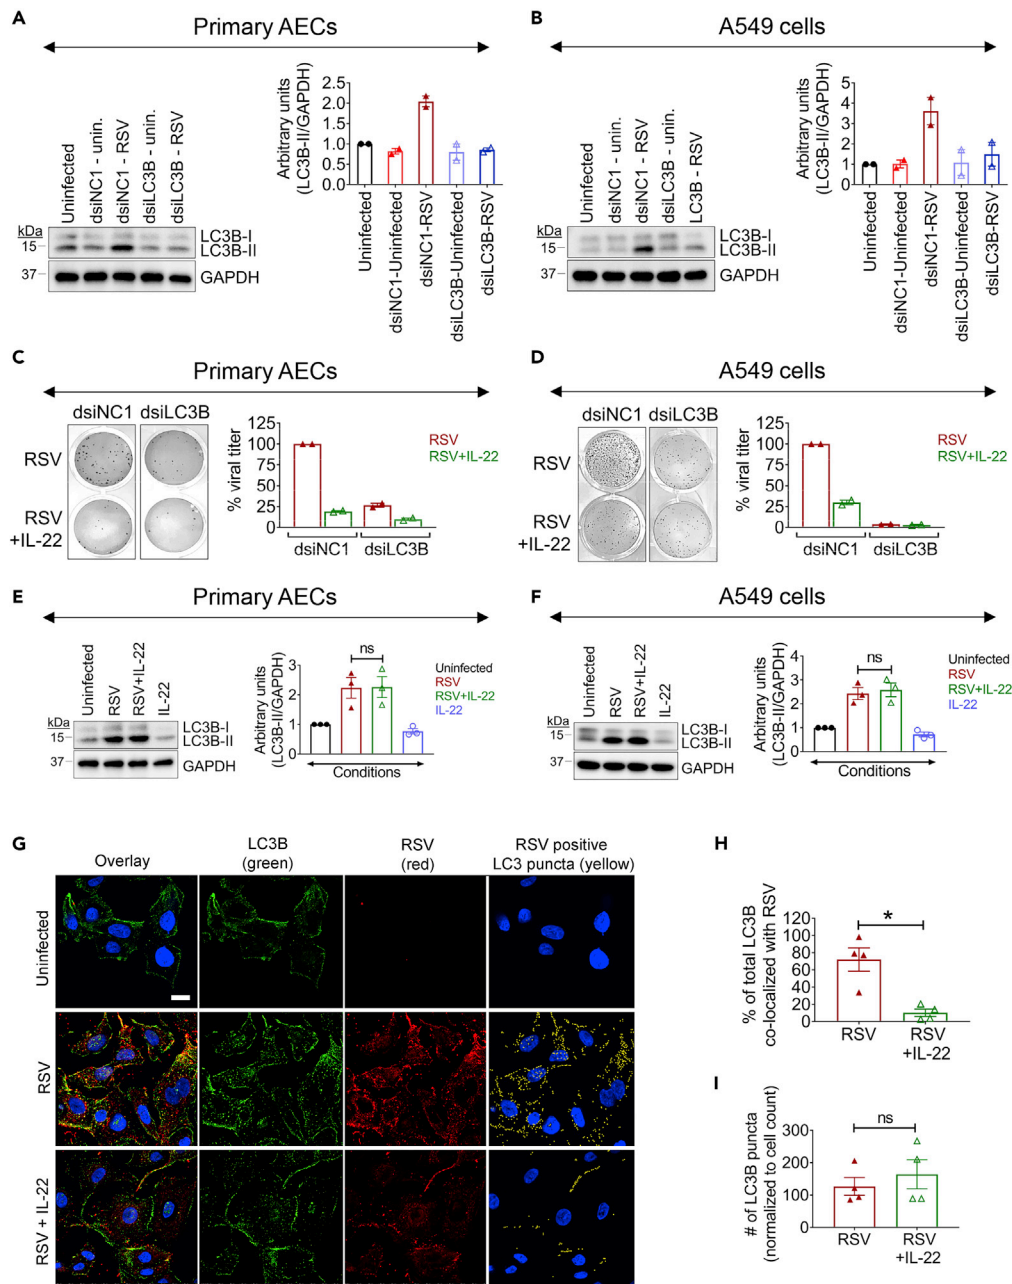 A
Primary AECs
Uninfected
dsiNC1 - unin.
dsiNC1 - RSV
dsiLC3B - unin.
dsiLC3B - RSV
kDa
15
37
LC3B-I
LC3B-II
GAPDH
Arbitrary units
(LC3B-II/GAPDH)
2.5
2.0
1.5
1.0
0.5
0.0
Uninfected
dsiNC1-Uninfected
dsiNC1-RSV
dsiLC3B-Uninfected
dsiLC3B-RSV
B
A549 cells
Uninfected
dsiNC1 - unin.
dsiNC1 - RSV
dsiLC3B - unin.
LC3B - RSV
kDa
15
37
LC3B-I
LC3B-II
GAPDH
Arbitrary units
(LC3B-II/GAPDH)
5
4
3
2
1
0
Uninfected
dsiNC1-Uninfected
dsiNC1-RSV
dsiLC3B-Uninfected
dsiLC3B-RSV
C
Primary AECs
dsiNC1 dsiLC3B
RSV
RSV
+IL-22
% viral titer
125
100
75
50
25
0
RSV
RSV+IL-22
dsiNC1 dsiLC3B
D
A549 cells
dsiNC1 dsiLC3B
RSV
RSV
+IL-22
% viral titer
125
100
75
50
25
0
RSV
RSV+IL-22
dsiNC1 dsiLC3B
E
Primary AECs
Uninfected
RSV
RSV+IL-22
IL-22
kDa
15
37
LC3B-I
LC3B-II
GAPDH
Arbitrary units
(LC3B-II/GAPDH)
3
2
1
0
ns
Uninfected
RSV
RSV+IL-22
IL-22
Conditions
F
A549 cells
Uninfected
RSV
RSV+IL-22
IL-22
kDa
15
37
LC3B-I
LC3B-II
GAPDH
Arbitrary units
(LC3B-II/GAPDH)
4
3
2
1
0
ns
Uninfected
RSV
RSV+IL-22
IL-22
Conditions
G
Overlay
LC3B
(green)
RSV
(red)
RSV positive
LC3 puncta (yellow)
Uninfected
RSV
RSV + IL-22
H
% of total LC3B
co-localized with RSV
120
100
80
60
40
20
0
*
RSV
RSV
+IL-22
I
# of LC3B puncta
(normalized to cell count)
300
200
100
0
ns
RSV
RSV
+IL-22